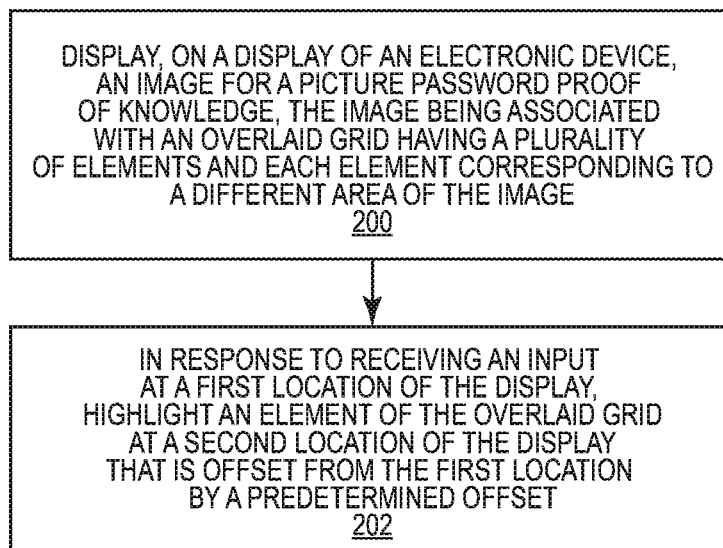 DISPLAY, ON A DISPLAY OF AN ELECTRONIC DEVICE,
AN IMAGE FOR A PICTURE PASSWORD PROOF
OF KNOWLEDGE, THE IMAGE BEING ASSOCIATED
WITH AN OVERLAID GRID HAVING A PLURALITY
OF ELEMENTS AND EACH ELEMENT CORRESPONDING TO
A DIFFERENT AREA OF THE IMAGE
200
IN RESPONSE TO RECEIVING AN INPUT
AT A FIRST LOCATION OF THE DISPLAY,
HIGHLIGHT AN ELEMENT OF THE OVERLAID GRID
AT A SECOND LOCATION OF THE DISPLAY
THAT IS OFFSET FROM THE FIRST LOCATION
BY A PREDETERMINED OFFSET
202